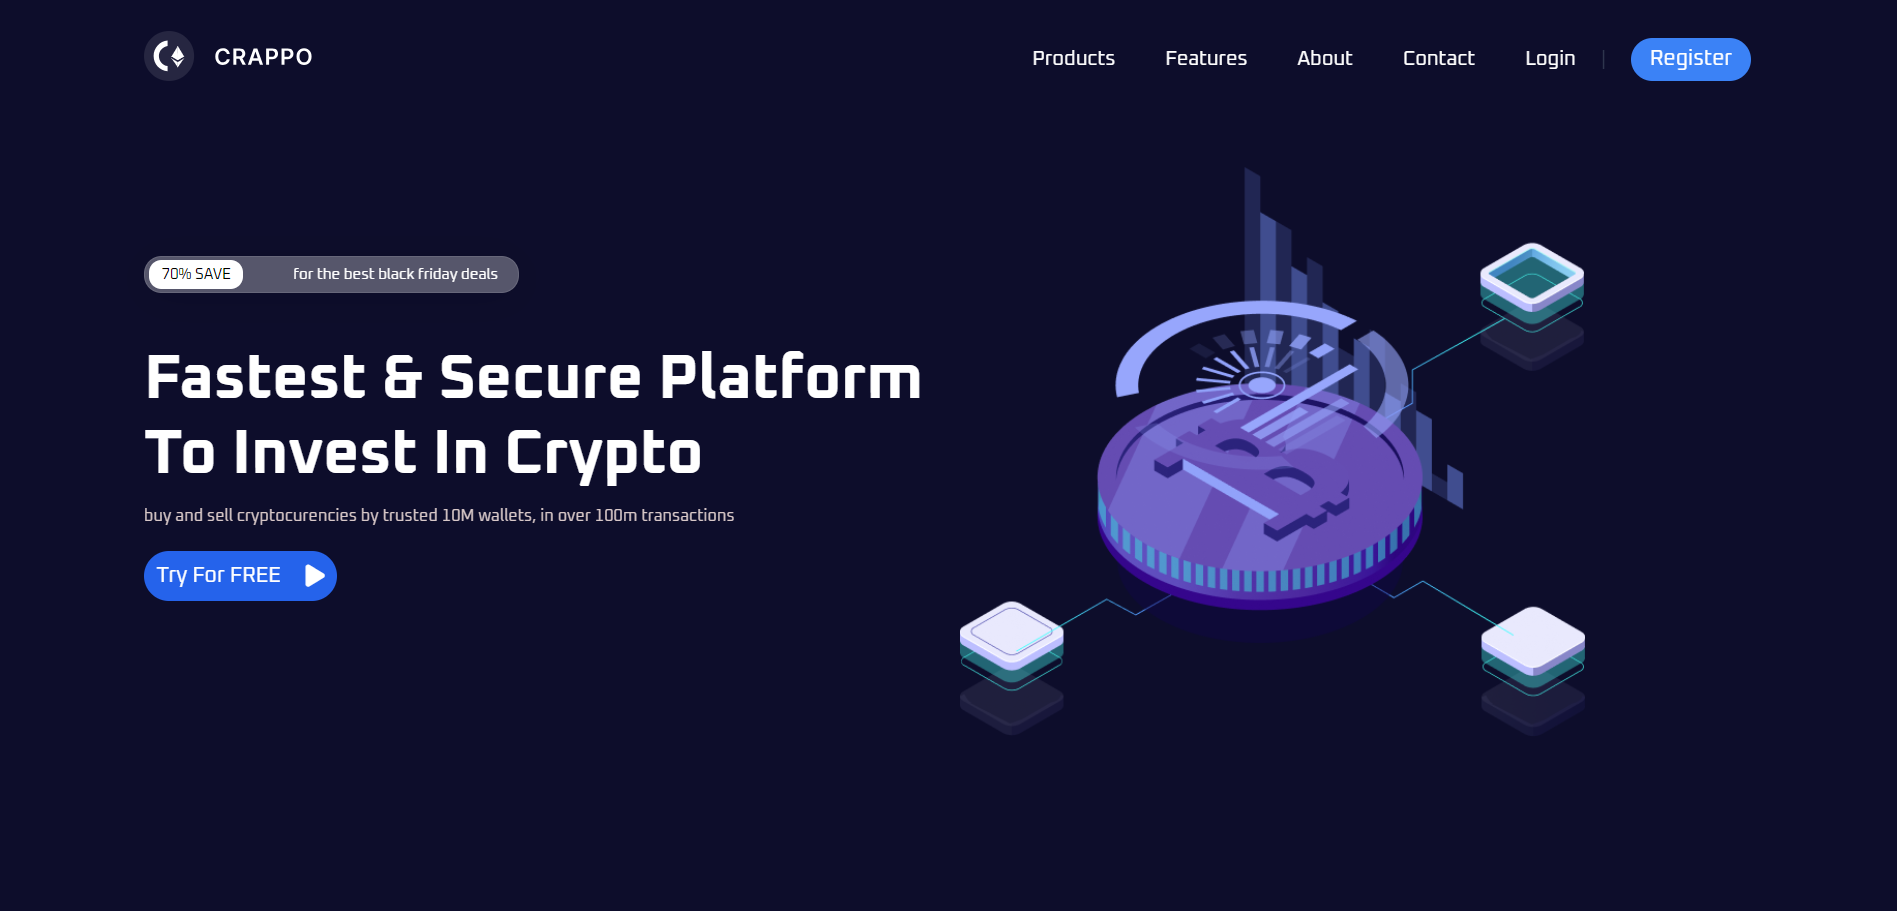 CRAPPO
Products Features About Contact Login | Register
70% SAVE for the best black friday deals
Fastest & Secure Platform
To Invest In Crypto
buy and sell cryptocurencies by trusted 10M wallets, in over 100m transactions
Try For FREE